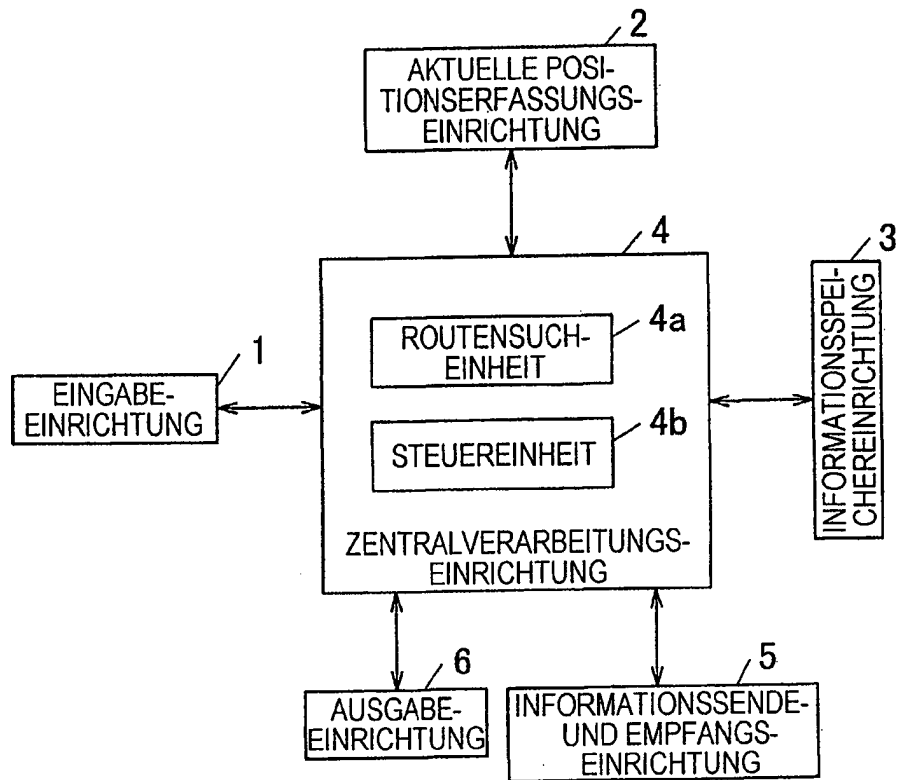 2
AKTUELLE POSI-
TIONSERFASSUNGS-
EINRICHTUNG
4
3
INFORMATIONSSPEI-
CHEREINRICHTUNG
4a
ROUTENSUCH-
EINHEIT
1
EINGABE-
EINRICHTUNG
4b
STEUEREINHEIT
ZENTRALVERARBEITUNGS-
EINRICHTUNG
6
AUSGABE-
EINRICHTUNG
5
INFORMATIONSSENDE-
UND EMPFANGS-
EINRICHTUNG